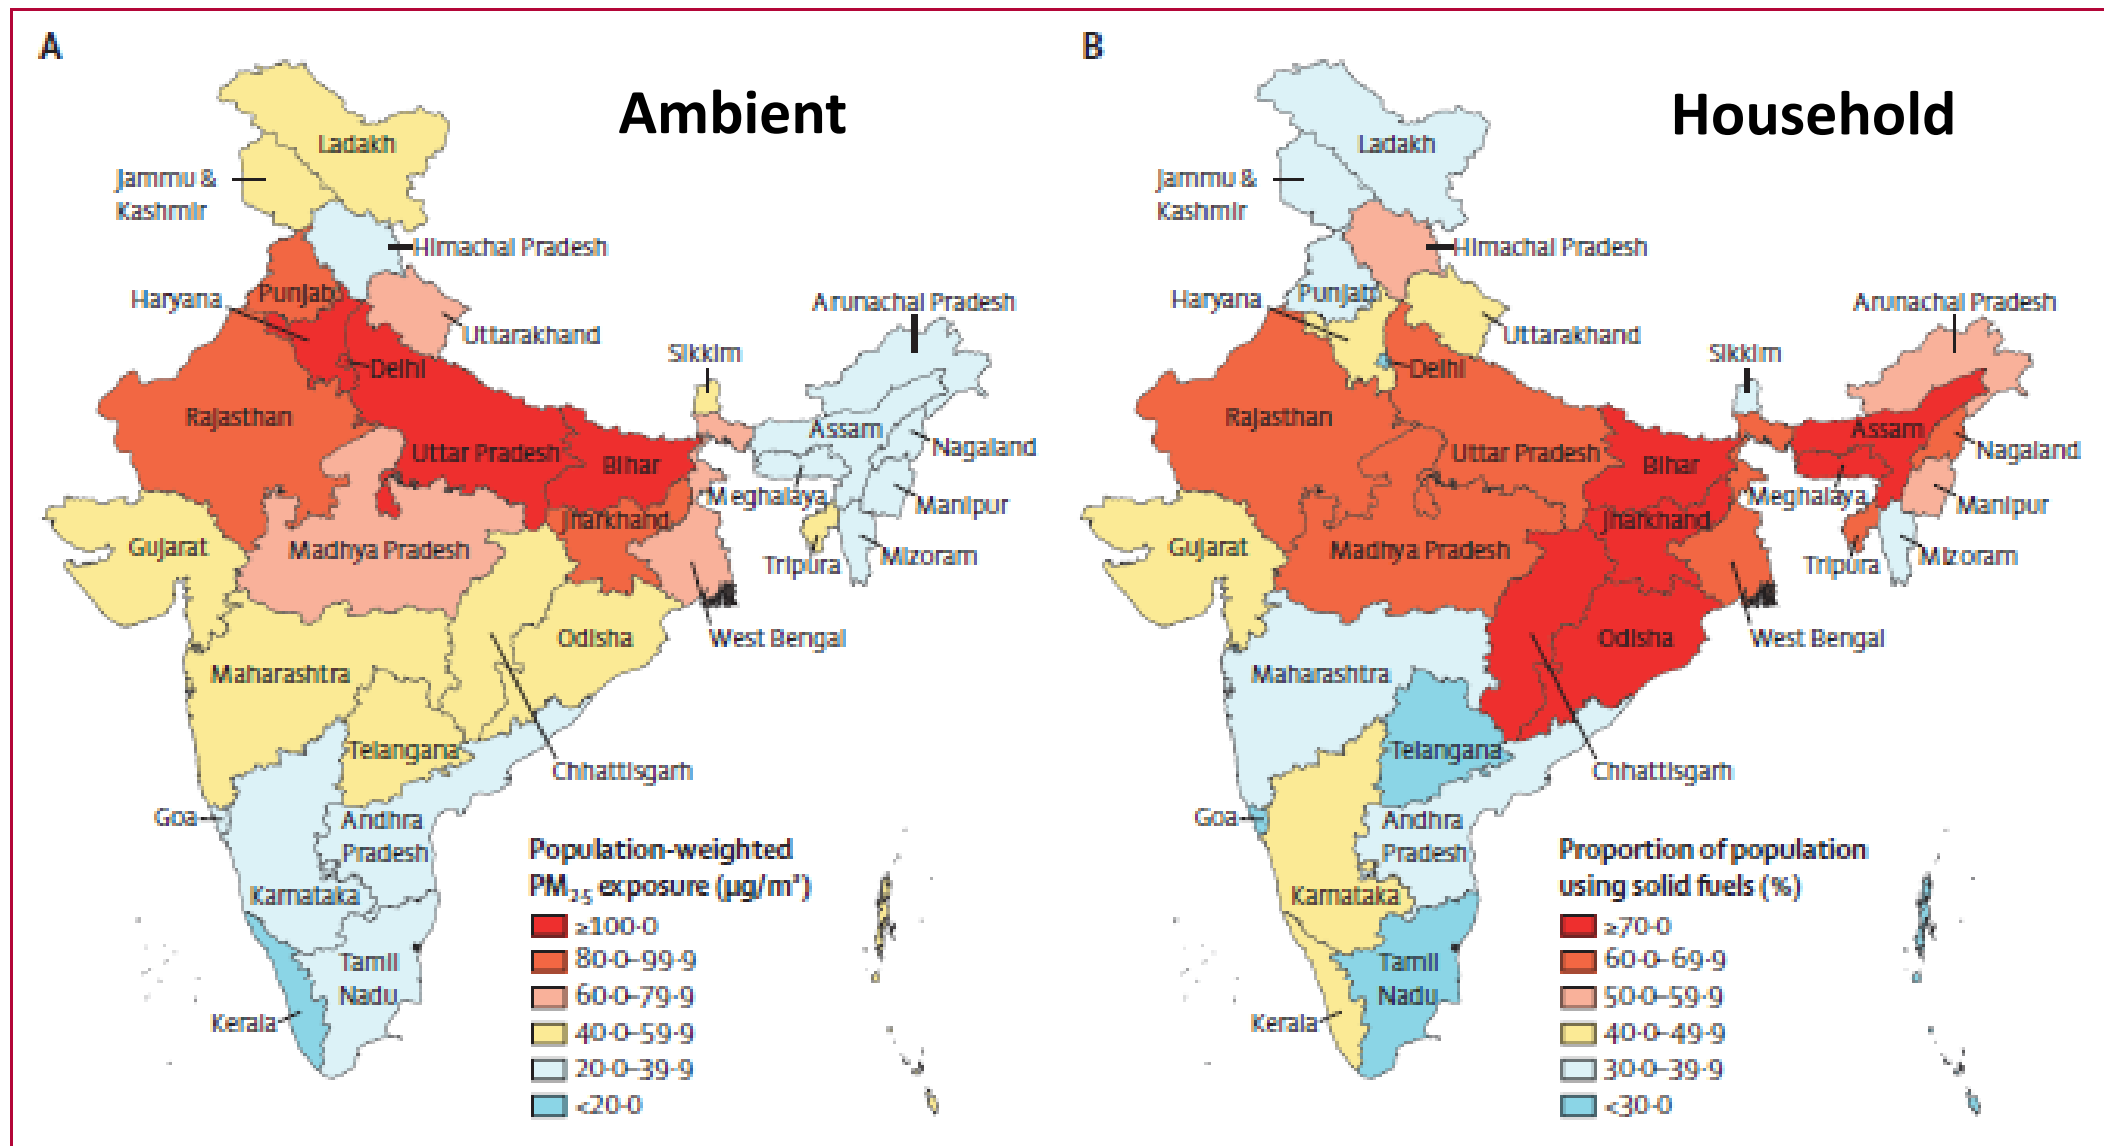 A
Ambient
Ladakh
Jammu &
Kashmir
Himachal Pradesh
Punjab
Haryana
Uttarakhand
Arunachal Pradesh
Sikkim
Delhi
Rajasthan
Assam
Uttar Pradesh
Bihar
Nagaland
Meghalaya
Manipur
Jharkhand
Gujarat
Madhya Pradesh
Tripura
Mizoram
Odisha
West Bengal
Maharashtra
Telangana
Chhattisgarh
Goa
Andhra
Pradesh
Karnataka
Tamil
Nadu
Kerala
Population-weighted
PM2·5 exposure (μg/m³)
≥100·0
80·0–99·9
60·0–79·9
40·0–59·9
20·0–39·9
<20·0
B
Household
Ladakh
Jammu &
Kashmir
Himachal Pradesh
Punjab
Haryana
Uttarakhand
Arunachal Pradesh
Sikkim
Delhi
Rajasthan
Assam
Uttar Pradesh
Bihar
Nagaland
Meghalaya
Manipur
Jharkhand
Gujarat
Madhya Pradesh
Tripura
Mizoram
Odisha
West Bengal
Maharashtra
Telangana
Chhattisgarh
Goa
Andhra
Pradesh
Karnataka
Tamil
Nadu
Kerala
Proportion of population
using solid fuels (%)
≥70·0
60·0–69·9
50·0–59·9
40·0–49·9
30·0–39·9
<30·0